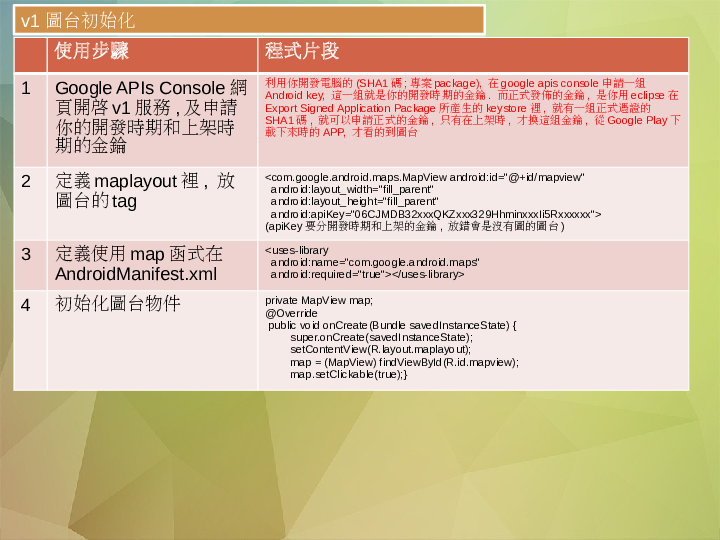 v1 圖台初始化
使用步驟
程式片段
1
Google APIs Console 網
頁開啓 v1 服務 , 及申請
你的開發時期和上架時
期的金鑰
利用你開發電腦的 (SHA1 碼 ; 專案 package), 在 google apis console 申請一組
Android key, 這一組就是你的開發時期的金鑰 . 而正式發佈的金鑰 , 是你用 eclipse 在
Export Signed Application Package 所産生的 keystore 裡 , 就有一組正式憑證的
SHA1 碼 , 就可以申請正式的金鑰 , 只有在上架時 , 才換這組金鑰 , 從 Google Play 下
載下來時的 APP, 才看的到圖台
2
定義 maplayout 裡 , 放
圖台的 tag
<com.google.android.maps.MapView android:id="@+id/mapview"
android:layout_width="fill_parent"
android:layout_height="fill_parent"
android:apiKey="06CJMDB32xxxQKZxxx329HhminxxxIi5Rxxxxxx">
(apiKey 要分開發時期和上架的金鑰 , 放錯會是沒有圖的圖台 )
3
定義使用 map 函式在
AndroidManifest.xml
<uses-library
android:name="com.google.android.maps"
android:required="true"></uses-library>
4
初始化圖台物件
private MapView map;
@Override
public void onCreate(Bundle savedInstanceState) {
super.onCreate(savedInstanceState);
setContentView(R.layout.maplayout);
map = (MapView) findViewById(R.id.mapview);
map.setClickable(true);}